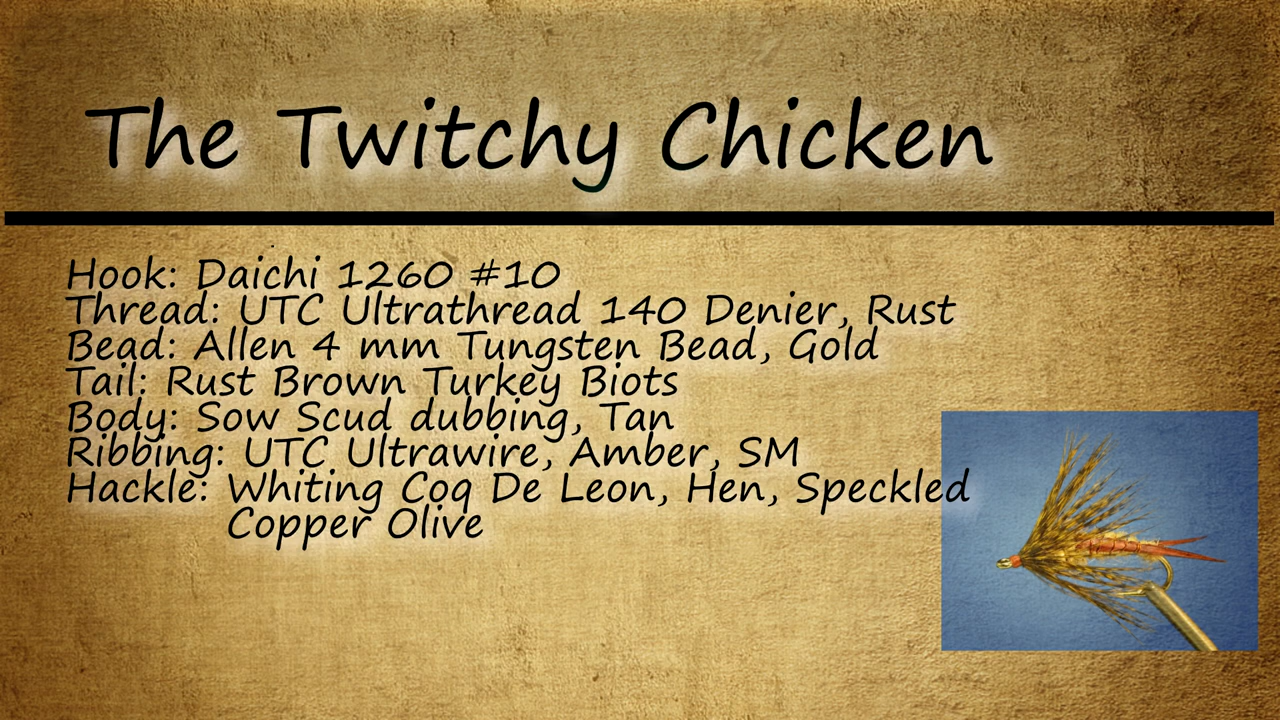 The Twitchy Chicken
Hook: Daichi 1260 #10
Thread: UTC Ultrathread 140 Denier, Rust
Bead: Allen 4 mm Tungsten Bead, Gold
Tail: Rust Brown Turkey Biots
Body: Sow Scud dubbing, Tan
Ribbing: UTC Ultrawire, Amber, SM
Hackle: Whiting Coq De Leon, Hen, Speckled
Copper Olive